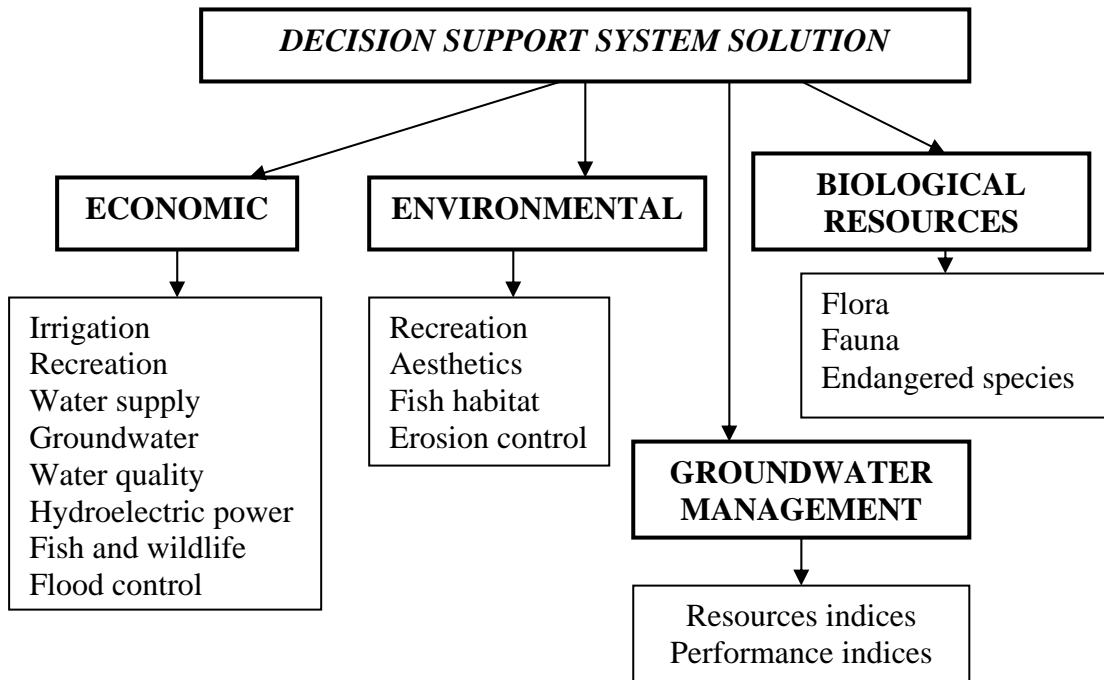 DECISION SUPPORT SYSTEM SOLUTION
ECONOMIC
Irrigation
Recreation
Water supply
Groundwater
Water quality
Hydroelectric power
Fish and wildlife
Flood control
ENVIRONMENTAL
Recreation
Aesthetics
Fish habitat
Erosion control
BIOLOGICAL
RESOURCES
Flora
Fauna
Endangered species
GROUNDWATER
MANAGEMENT
Resources indices
Performance indices